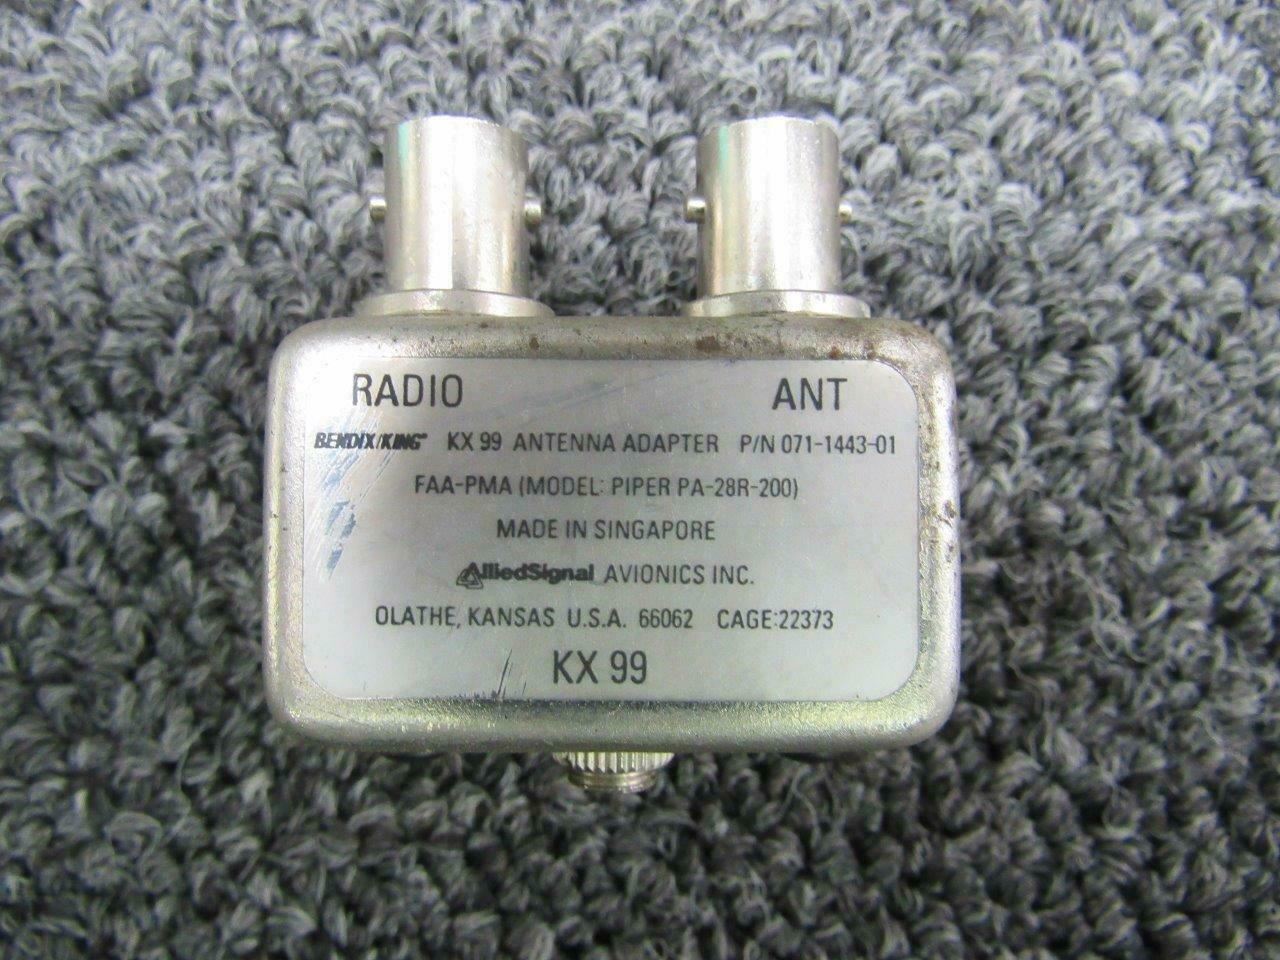 RADIO ANT
BENDIX/KING™ KX 99 ANTENNA ADAPTER P/N 071-1443-01
FAA-PMA (MODEL: PIPER PA-28R-200)
MADE IN SINGAPORE
AlliedSignal AVIONICS INC.
OLATHE, KANSAS U.S.A. 66062 CAGE:22373
KX 99